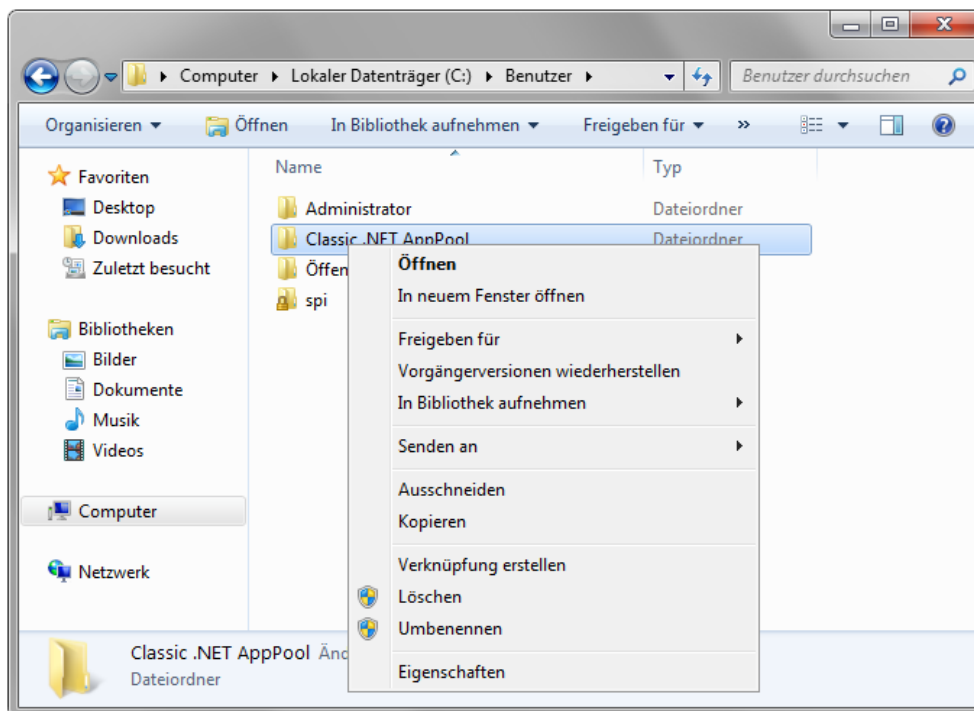 Computer Lokaler Datenträger (C:) Benutzer Benutzer durchsuchen
Organisieren Öffnen In Bibliothek aufnehmen Freigeben für »
Name Typ
Favoriten
Desktop
Downloads
Zuletzt besucht
Bibliotheken
Bilder
Dokumente
Musik
Videos
Computer
Netzwerk
Administrator Dateiordner
Classic .NET AppPool Dateiordner
Öffen
spi
Öffnen
In neuem Fenster öffnen
Freigeben für
Vorgängerversionen wiederherstellen
In Bibliothek aufnehmen
Senden an
Ausschneiden
Kopieren
Verknüpfung erstellen
Löschen
Umbenennen
Eigenschaften
Classic .NET AppPool Änd
Dateiordner